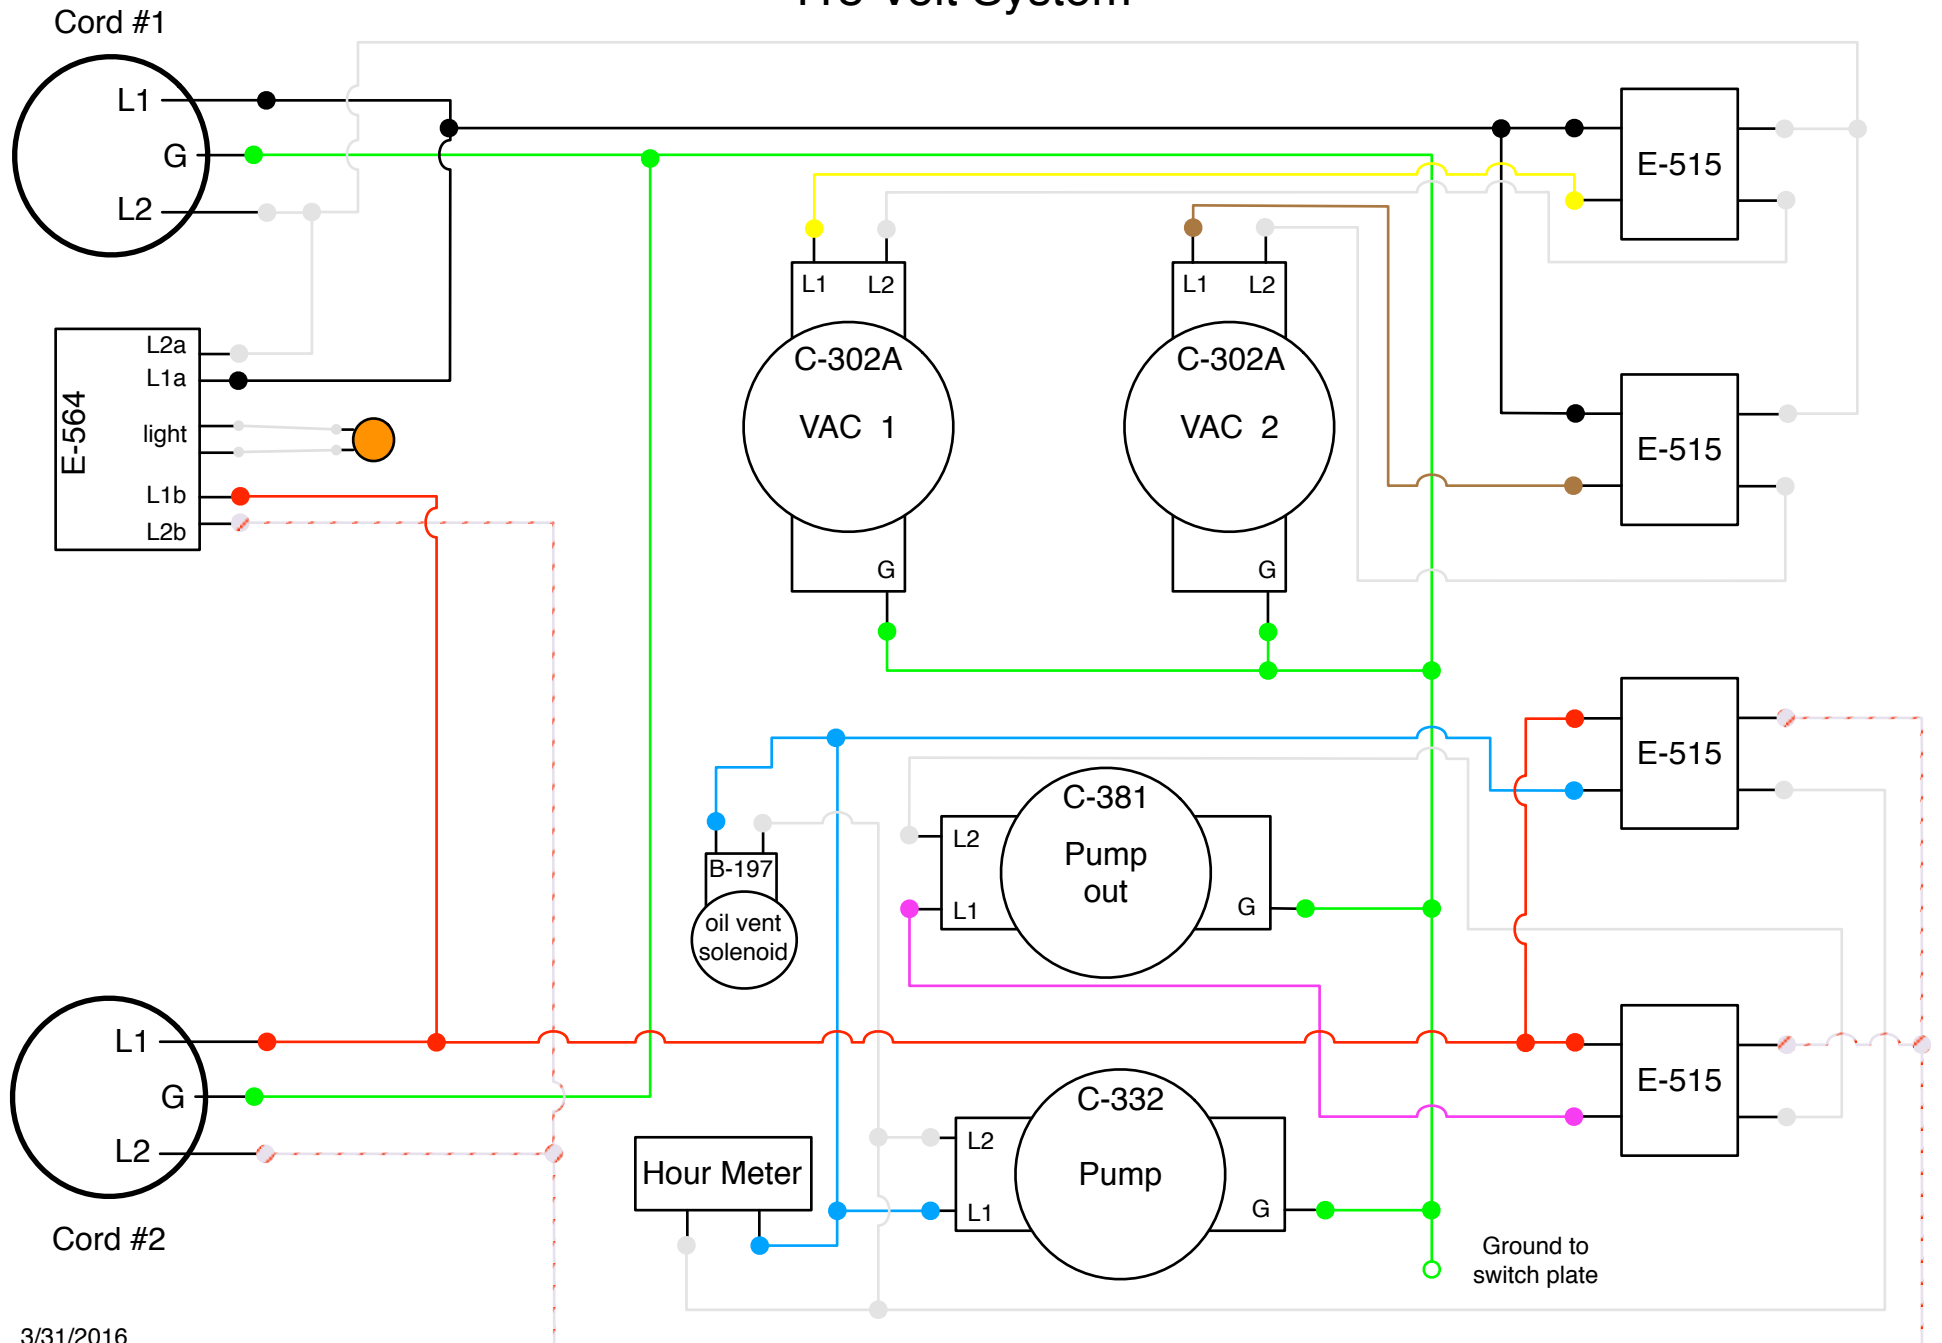 Cord #1
L1
G
L2
E-564
L2a
L1a
light
L1b
L2b
L1 L2
C-302A
VAC 1
G
L1 L2
C-302A
VAC 2
G
E-515
E-515
E-515
E-515
B-197
oil vent
solenoid
C-381
Pump
out
L2
L1
G
C-332
Pump
L2
L1
G
Hour Meter
L1
G
L2
Cord #2
Ground to
switch plate
3/31/2016